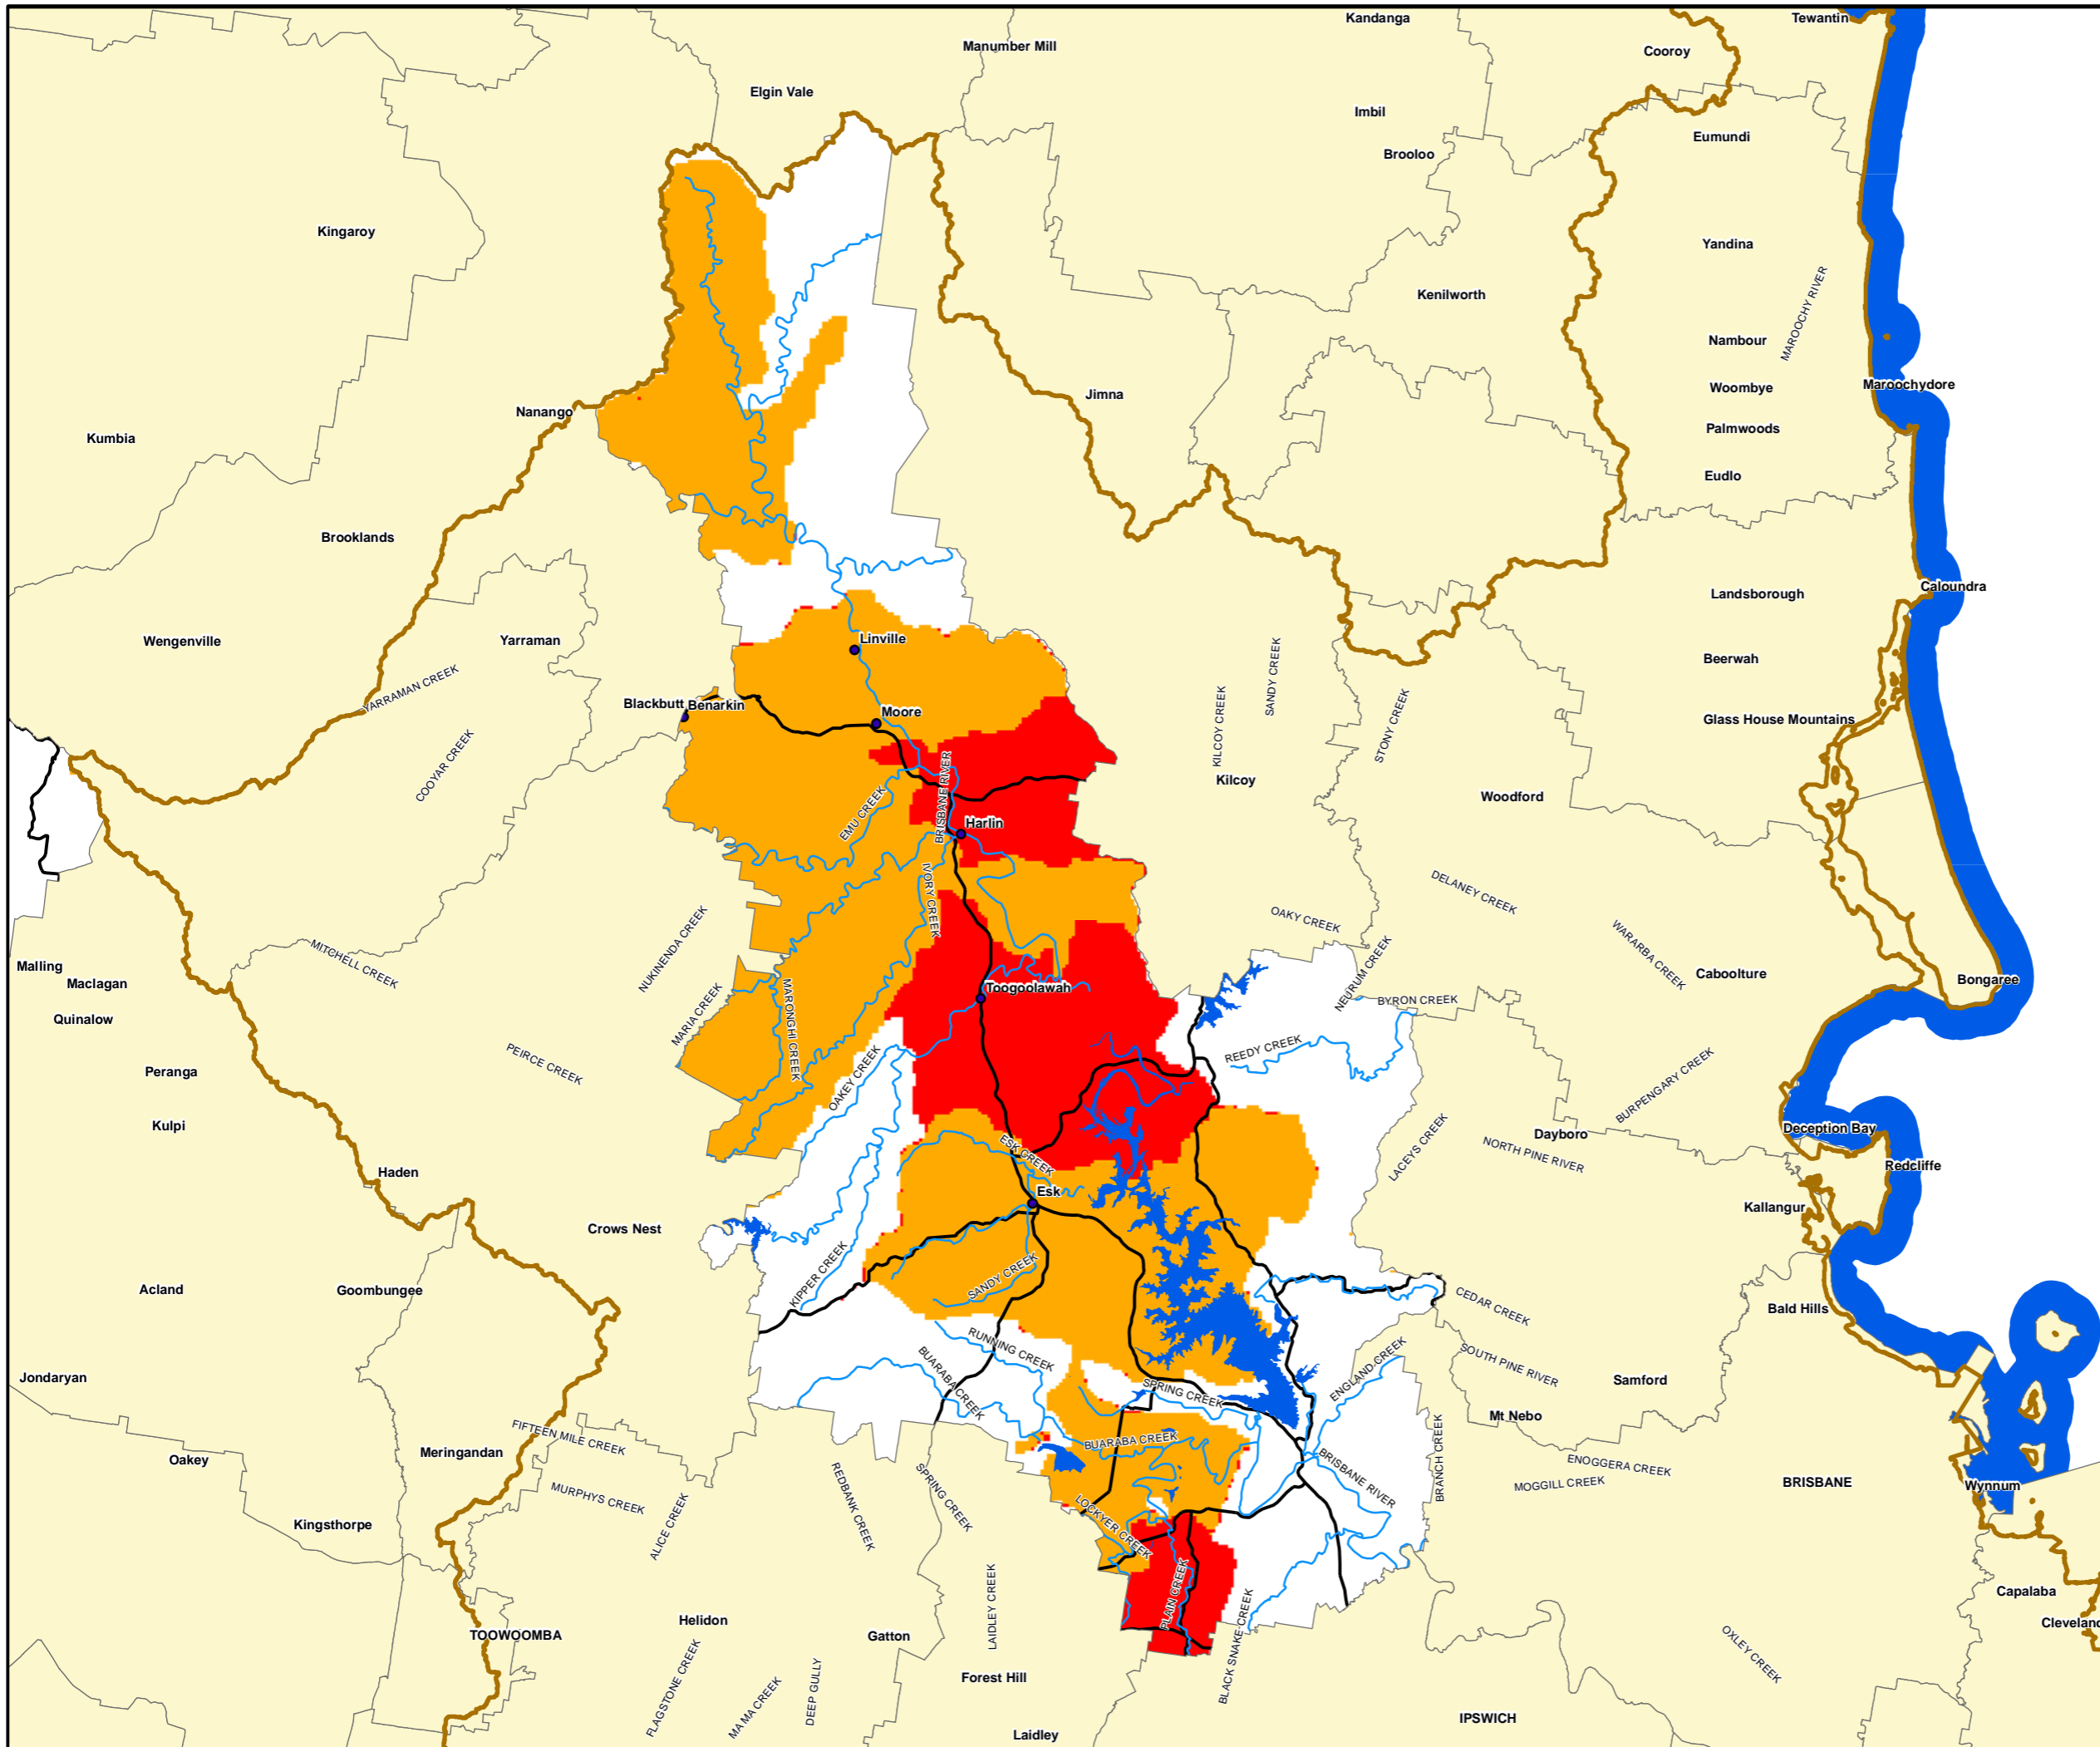 Kandanga
Tewantin
Manumber Mill
Cooroy
Elgin Vale
Imbil
Eumundi
Brooloo
Kingaroy
Yandina
Kenilworth
MAROOCHY RIVER
Nambour
Maroochydore
Woombye
Jimna
Nanango
Palmwoods
Kumbia
Eudlo
Brooklands
Caloundra
Landsborough
Linville
Wengenville
Yarraman
SANDY CREEK
Beerwah
YARRAMAN CREEK
Blackbutt
Benarkin
Moore
KILCOY CREEK
STONY CREEK
Glass House Mountains
COOYAR CREEK
BRISBANE RIVER
Kilcoy
Woodford
EMU CREEK
Harlin
IVORY CREEK
DELANEY CREEK
OAKY CREEK
NUKINENDA CREEK
MITCHELL CREEK
WARARBA CREEK
Malling
Maclagan
NEURUM CREEK
Caboolture
Bongaree
Toogoolawah
MARIA CREEK
MARONGHI CREEK
BYRON CREEK
Quinalow
REEDY CREEK
PEIRCE CREEK
Peranga
OAKEY CREEK
BURPENGARY CREEK
Kulpi
Deception Bay
Dayboro
LACEYS CREEK
NORTH PINE RIVER
ESK CREEK
Redcliffe
Haden
Esk
Kallangur
Crows Nest
KIPPER CREEK
SANDY CREEK
Acland
Goombungee
CEDAR CREEK
Bald Hills
RUNNING CREEK
BUARABA CREEK
ENGLAND CREEK
SOUTH PINE RIVER
Jondaryan
SPRING CREEK
Samford
Mt Nebo
FIFTEEN MILE CREEK
BUARABA CREEK
Meringandan
Oakey
BRANCH CREEK
ENOGGERA CREEK
MOGGILL CREEK
BRISBANE
Wynnum
BRISBANE RIVER
MURPHYS CREEK
REDBANK CREEK
SPRING CREEK
ALICE CREEK
LOCKYER CREEK
Kingsthorpe
PLAIN CREEK
LAIDLEY CREEK
Capalaba
BLACK SNAKE CREEK
Helidon
TOOWOOMBA
Gatton
Cleveland
OXLEY CREEK
FLAGSTONE CREEK
MA MA CREEK
DEEP GULLY
Forest Hill
IPSWICH
Laidley